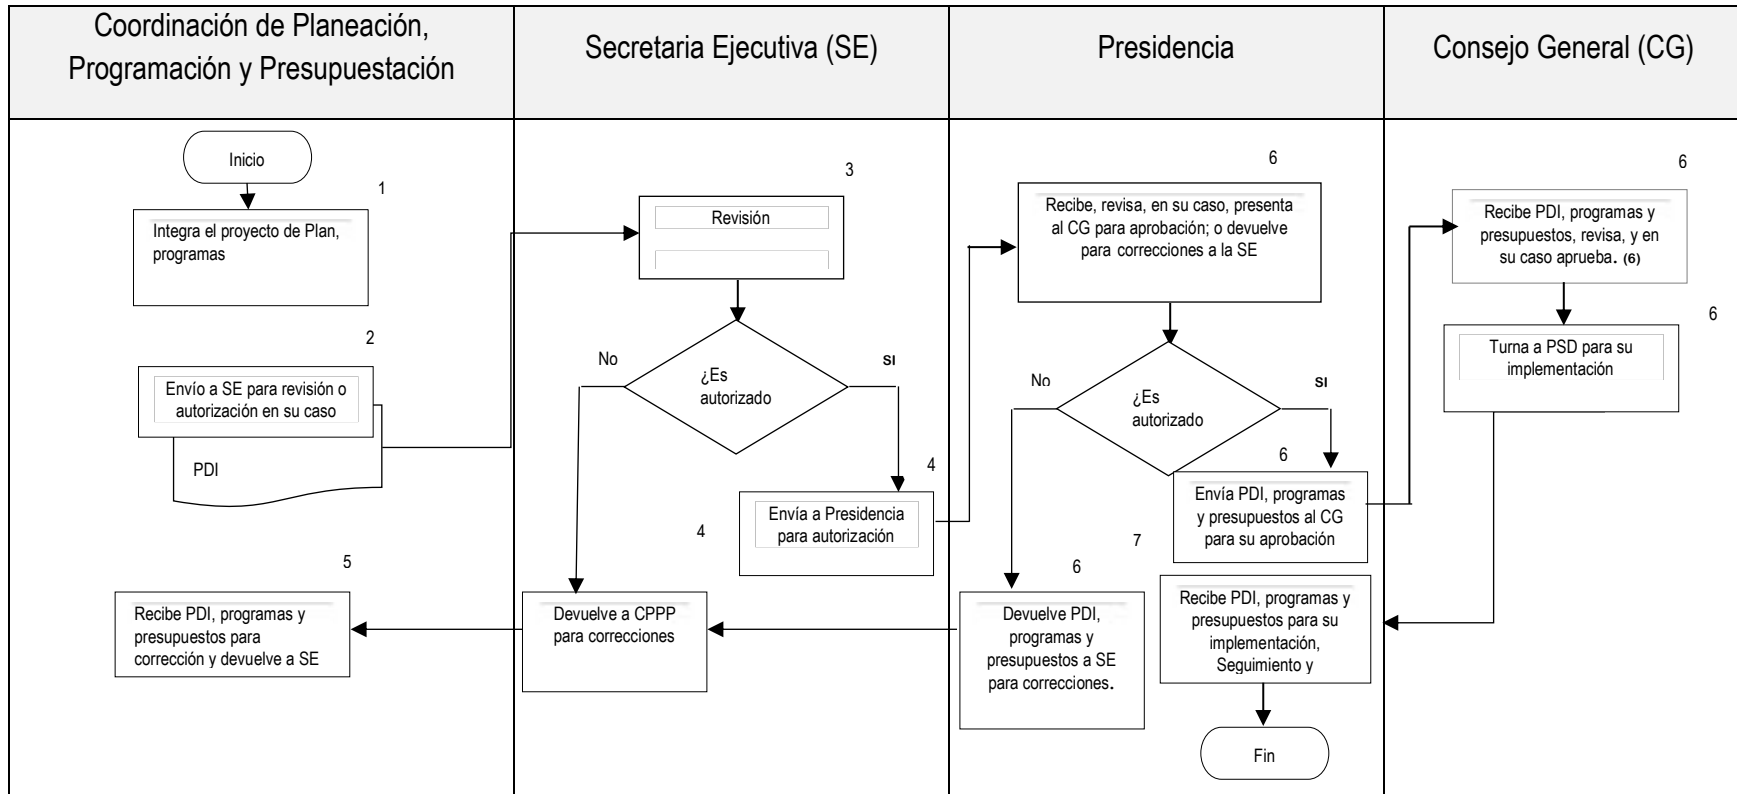 Coordinación de Planeación,
Programación y Presupuestación
Secretaria Ejecutiva (SE)
Presidencia
Consejo General (CG)
Inicio
1
Integra el proyecto de Plan,
programas
2
Envío a SE para revisión o
autorización en su caso
PDI
5
Recibe PDI, programas y
presupuestos para
corrección y devuelve a SE
3
Revisión
No
SI
¿Es
autorizado
4
Envía a Presidencia
para autorización
4
Devuelve a CPPP
para correcciones
6
Recibe, revisa, en su caso, presenta
al CG para aprobación; o devuelve
para correcciones a la SE
No
SI
¿Es
autorizado
6
Envía PDI, programas
y presupuestos al CG
para su aprobación
7
6
Devuelve PDI,
programas y
presupuestos a SE
para correcciones.
Recibe PDI, programas y
presupuestos para su
implementación,
Seguimiento y
Fin
6
Recibe PDI, programas y
presupuestos, revisa, y en
su caso aprueba. (6)
6
Turna a PSD para su
implementación